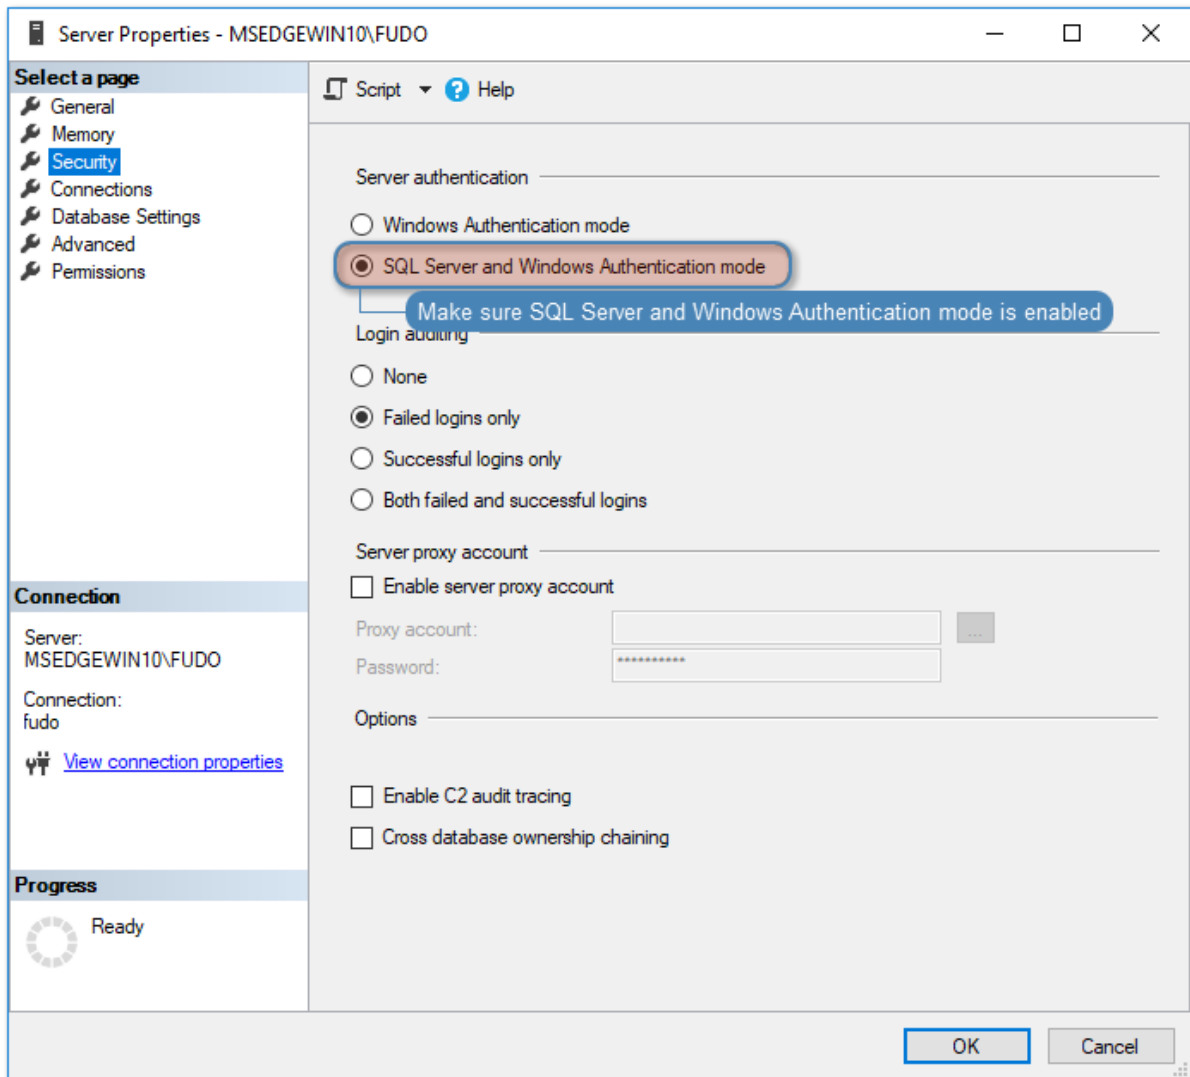 Server Properties - MSEDGEWIN10\FUDO
Select a page
General
Memory
Security
Connections
Database Settings
Advanced
Permissions
Script
Help
Server authentication
Windows Authentication mode
SQL Server and Windows Authentication mode
Make sure SQL Server and Windows Authentication mode is enabled
Login auditing
None
Failed logins only
Successful logins only
Both failed and successful logins
Server proxy account
Enable server proxy account
Proxy account:
...
Password:
**********
Options
Enable C2 audit tracing
Cross database ownership chaining
Connection
Server:
MSEDGEWIN10\FUDO
Connection:
fudo
View connection properties
Progress
Ready
OK
Cancel